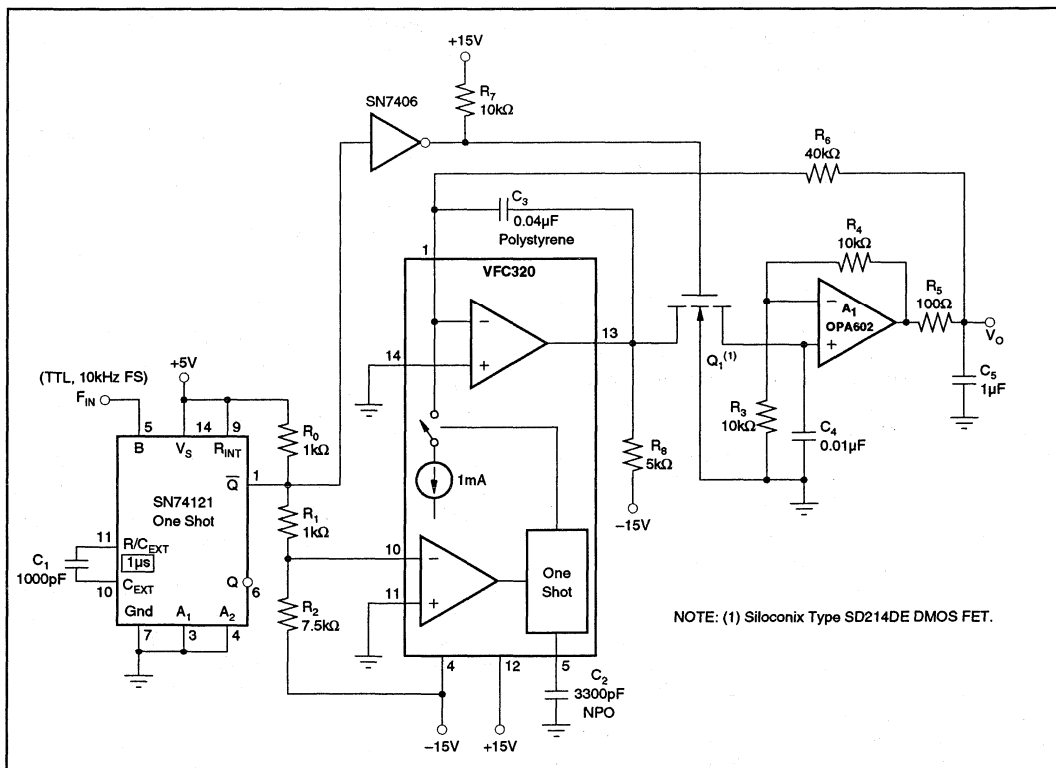 +15V
SN7406
R7
10kΩ
R6
40kΩ
C3
0.04µF
Polystyrene
1
VFC320
R4
10kΩ
−
+
A1
OPA602
R5
100Ω
VO
13
14
−
+
Q1(1)
C5
1µF
+5V
(TTL, 10kHz FS)
FIN
5
14
9
B
VS
RINT
R0
1kΩ
R3
10kΩ
C4
0.01µF
R8
5kΩ
−15V
1mA
Q
1
SN74121
One Shot
R1
1kΩ
11
R/CEXT
1µs
C1
1000pF
10
CEXT
Q
6
Gnd
A1
A2
7
3
4
10
−
11
+
One
Shot
R2
7.5kΩ
NOTE: (1) Siloconix Type SD214DE DMOS FET.
4
12
5
C2
3300pF
NPO
−15V
+15V